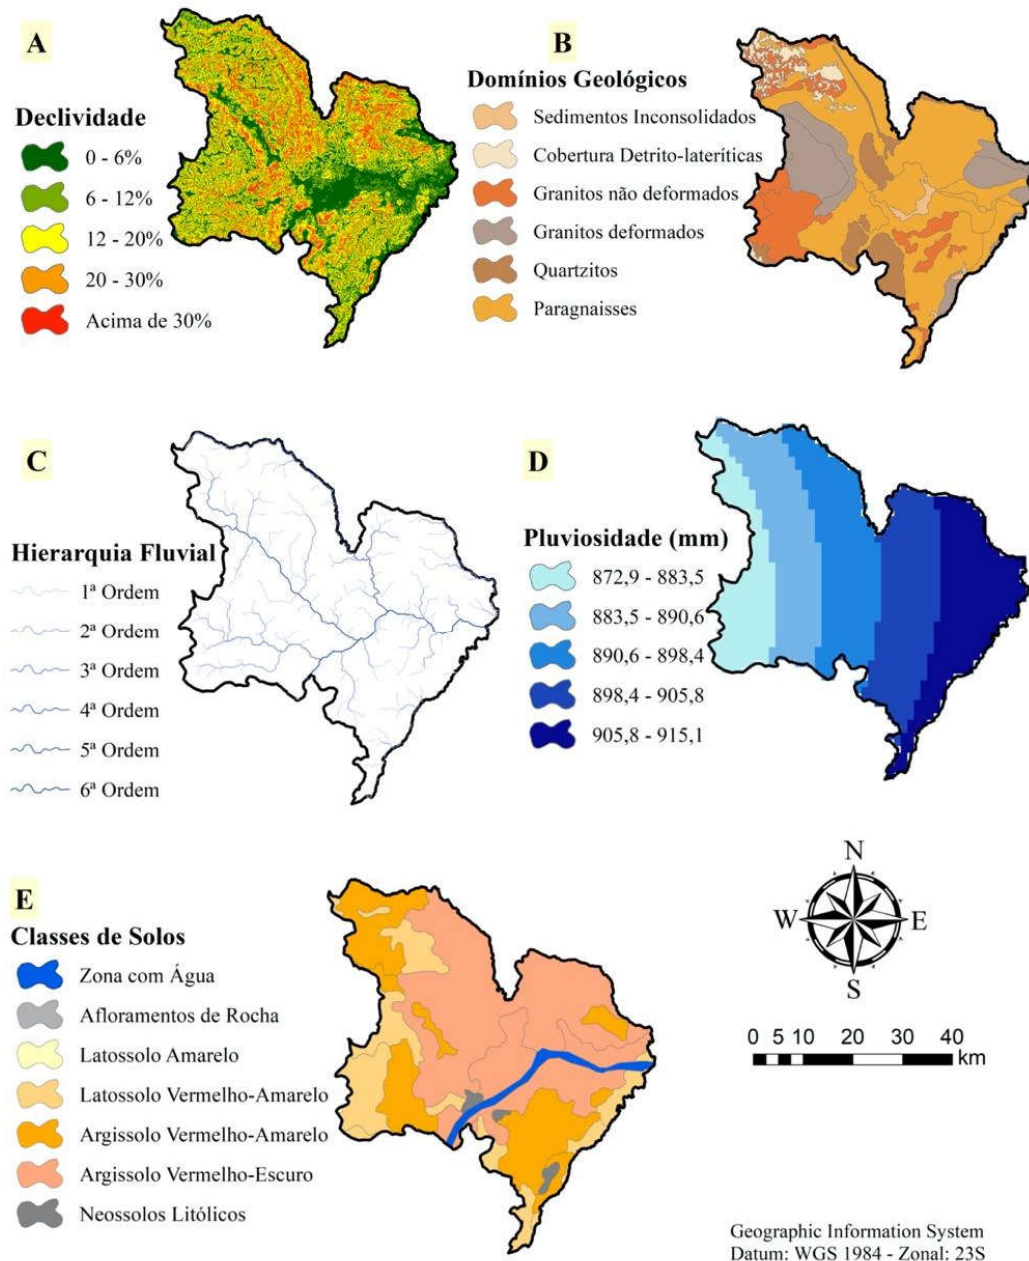 A
Declividade
0 - 6%
6 - 12%
12 - 20%
20 - 30%
Acima de 30%
B
Domínios Geológicos
Sedimentos Inconsolidados
Cobertura Detrito-lateríticas
Granitos não deformados
Granitos deformados
Quartzitos
Paragnaisses
C
Hierarquia Fluvial
1ª Ordem
2ª Ordem
3ª Ordem
4ª Ordem
5ª Ordem
6ª Ordem
D
Pluviosidade (mm)
872,9 - 883,5
883,5 - 890,6
890,6 - 898,4
898,4 - 905,8
905,8 - 915,1
E
Classes de Solos
Zona com Água
Afloramentos de Rocha
Latossolo Amarelo
Latossolo Vermelho-Amarelo
Argissolo Vermelho-Amarelo
Argissolo Vermelho-Escuro
Neossolos Litólicos
N
W E
S
0 5 10 20 30 40
km
Geographic Information System
Datum: WGS 1984 - Zonal: 23S